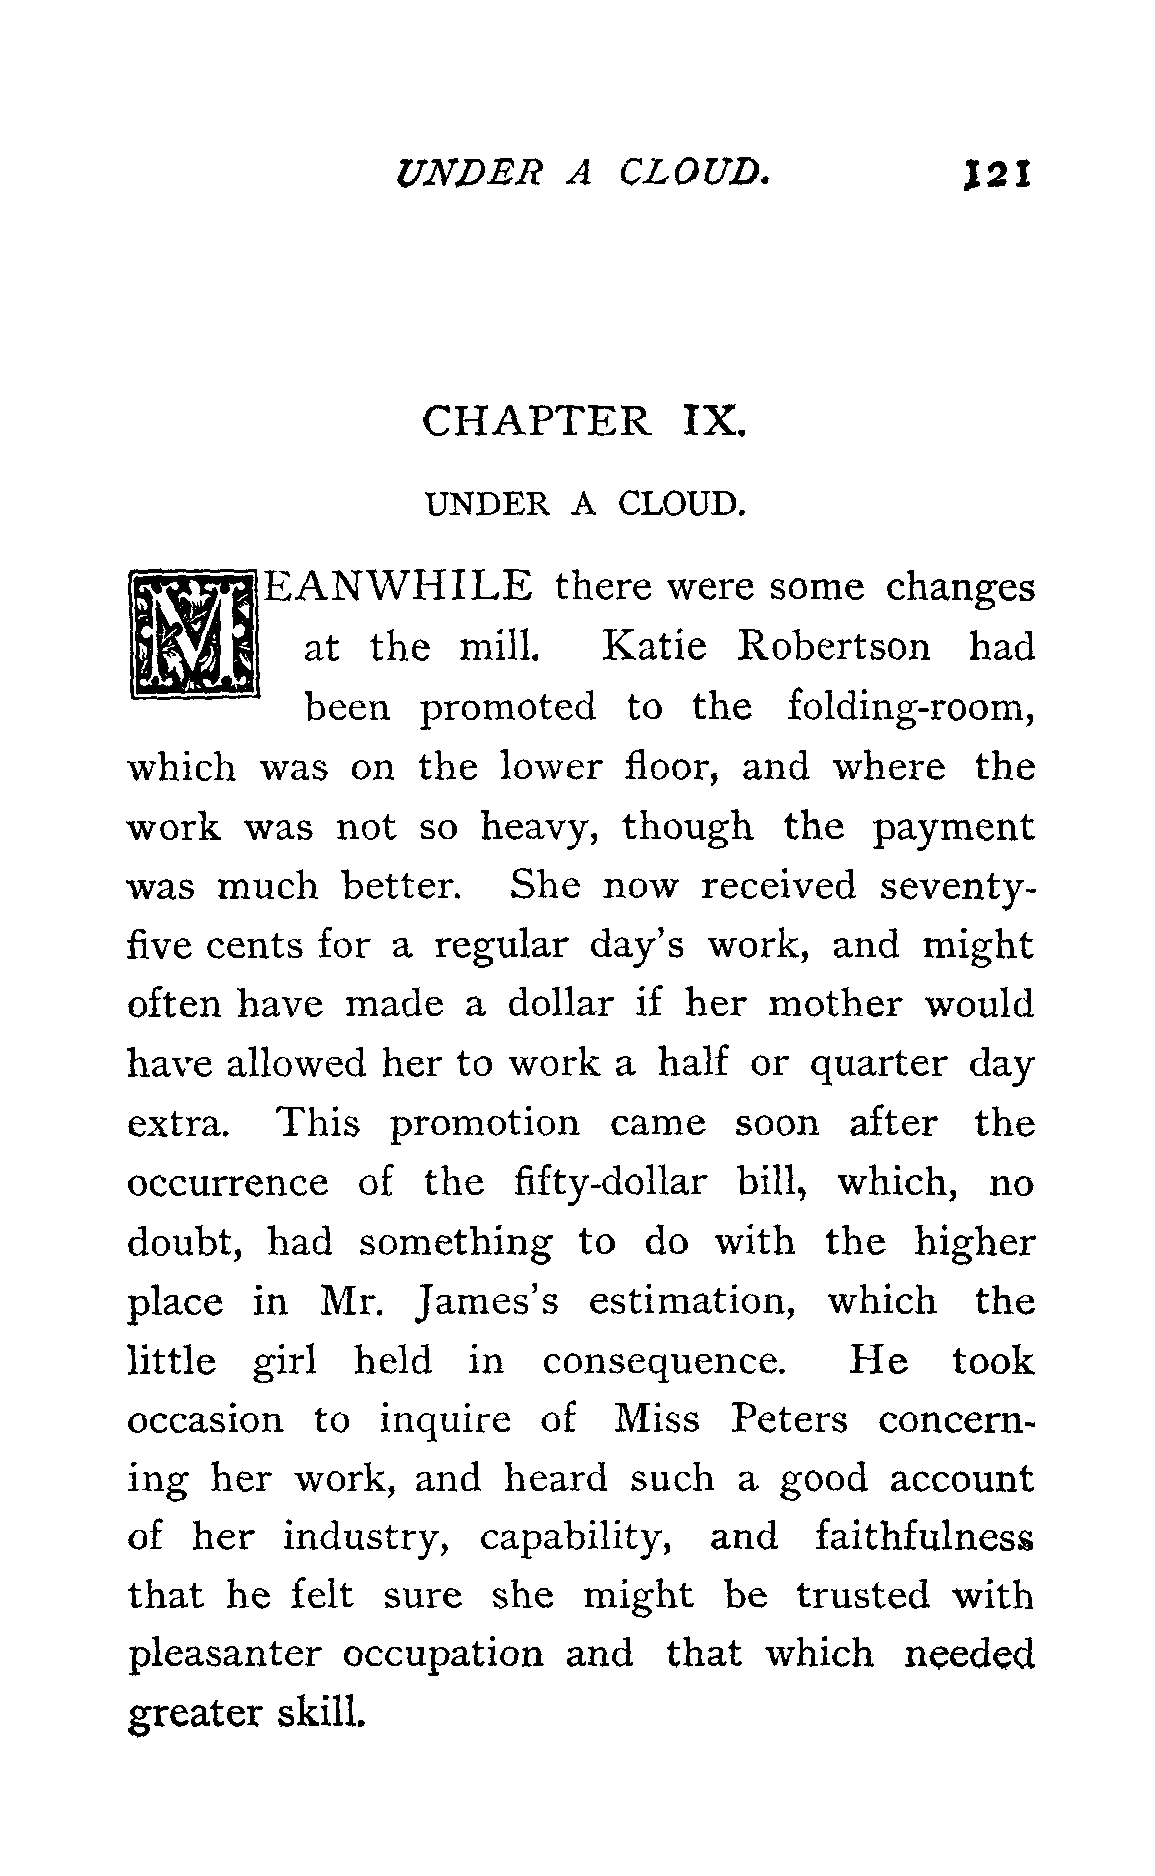 UNDER A CLOUD. 121
CHAPTER IX.
UNDER A CLOUD.
MEANWHILE there were some changes
at the mill. Katie Robertson had
been promoted to the folding-room,
which was on the lower floor, and where the
work was not so heavy, though the payment
was much better. She now received seventy-
five cents for a regular day's work, and might
often have made a dollar if her mother would
have allowed her to work a half or quarter day
extra. This promotion came soon after the
occurrence of the fifty-dollar bill, which, no
doubt, had something to do with the higher
place in Mr. James's estimation, which the
little girl held in consequence. He took
occasion to inquire of Miss Peters concern-
ing her work, and heard such a good account
of her industry, capability, and faithfulness
that he felt sure she might be trusted with
pleasanter occupation and that which needed
greater skill.